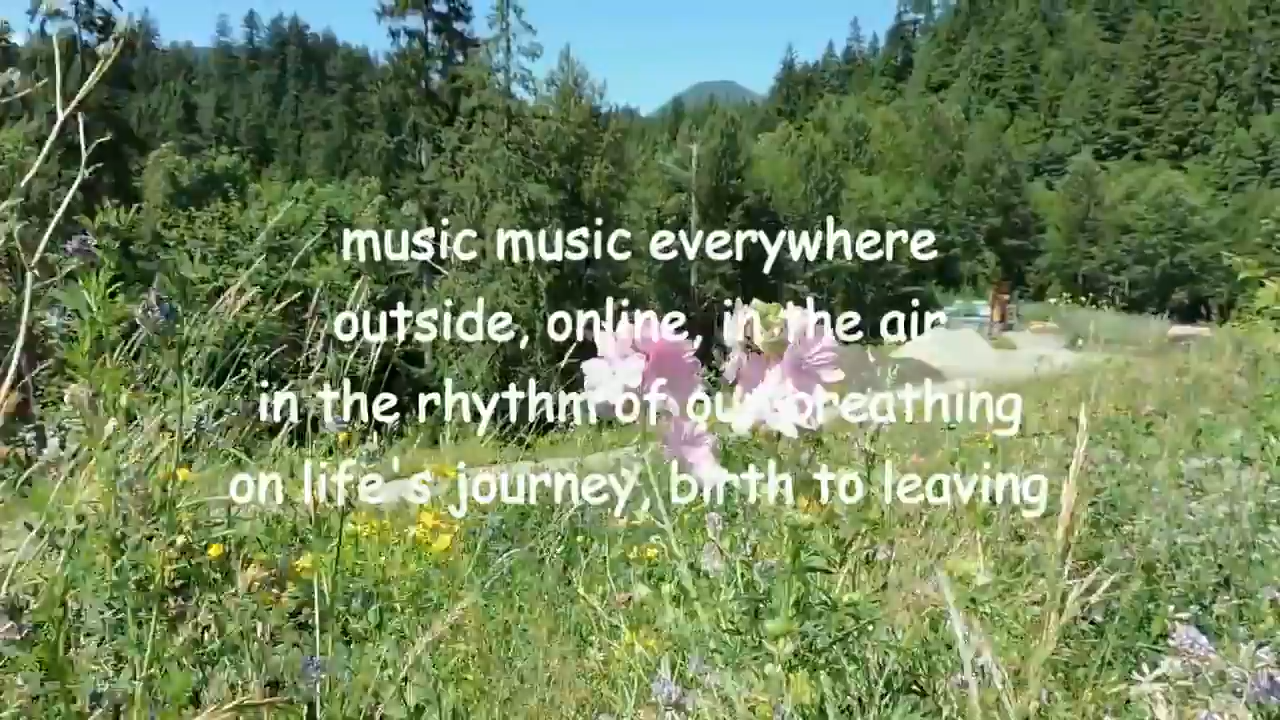 music music everywhere
outside, online, in the air
in the rhythm of our breathing
on life's journey, birth to leaving